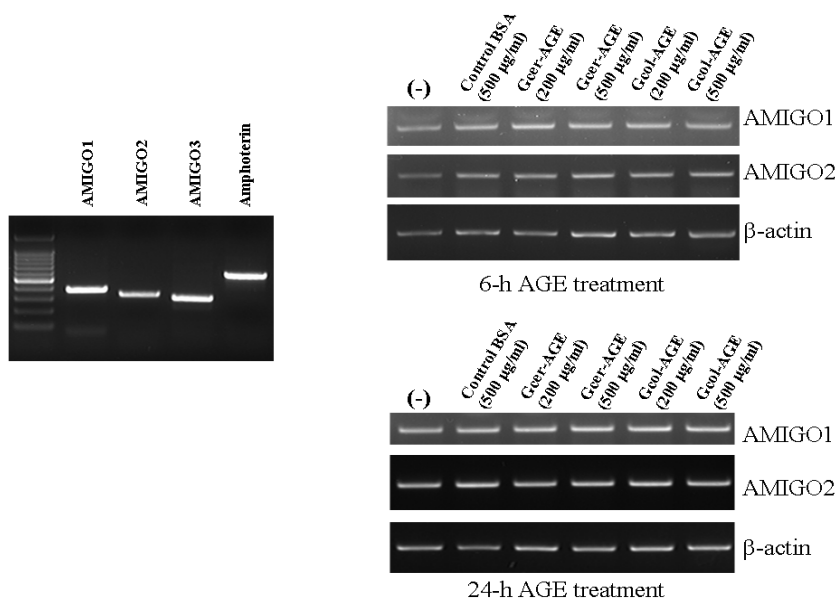 AMIGO1
AMIGO2
AMIGO3
Amphoterin
(-)
Control BSA
(500 µg/ml)
Gcer-AGE
(200 µg/ml)
Gcer-AGE
(500 µg/ml)
Gcol-AGE
(200 µg/ml)
Gcol-AGE
(500 µg/ml)
AMIGO1
AMIGO2
β-actin
6-h AGE treatment
(-)
Control BSA
(500 µg/ml)
Gcer-AGE
(200 µg/ml)
Gcer-AGE
(500 µg/ml)
Gcol-AGE
(200 µg/ml)
Gcol-AGE
(500 µg/ml)
AMIGO1
AMIGO2
β-actin
24-h AGE treatment